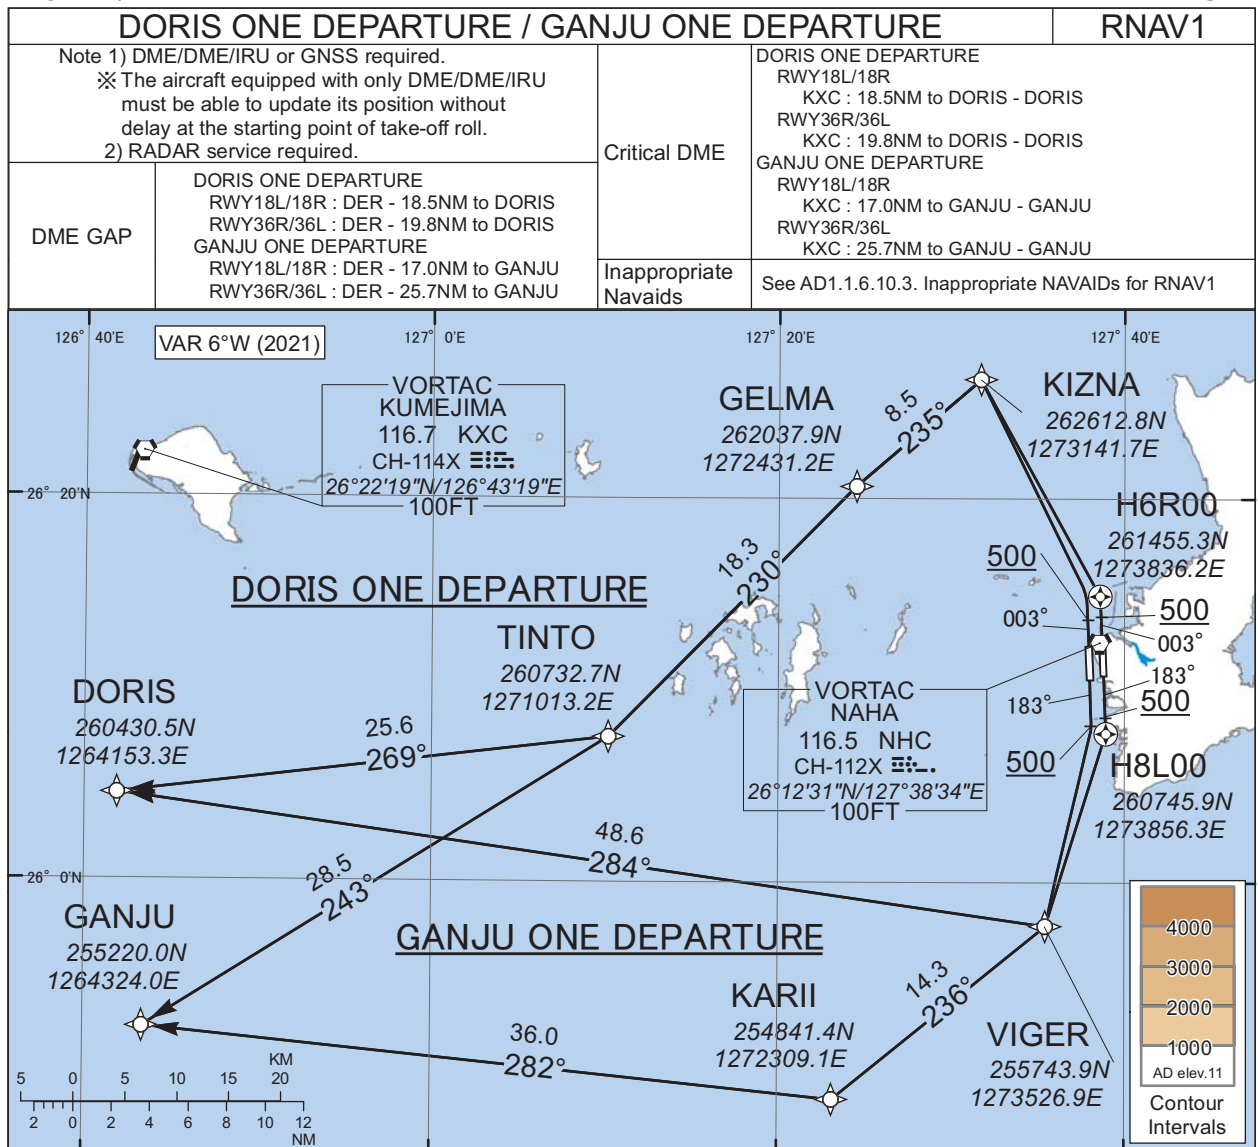 DORIS ONE DEPARTURE / GANJU ONE DEPARTURE
RNAV1
Note 1) DME/DME/IRU or GNSS required.
※ The aircraft equipped with only DME/DME/IRU
must be able to update its position without
delay at the starting point of take-off roll.
2) RADAR service required.
DME GAP
DORIS ONE DEPARTURE
RWY18L/18R : DER - 18.5NM to DORIS
RWY36R/36L : DER - 19.8NM to DORIS
GANJU ONE DEPARTURE
RWY18L/18R : DER - 17.0NM to GANJU
RWY36R/36L : DER - 25.7NM to GANJU
Critical DME
DORIS ONE DEPARTURE
RWY18L/18R
KXC : 18.5NM to DORIS - DORIS
RWY36R/36L
KXC : 19.8NM to DORIS - DORIS
GANJU ONE DEPARTURE
RWY18L/18R
KXC : 17.0NM to GANJU - GANJU
RWY36R/36L
KXC : 25.7NM to GANJU - GANJU
Inappropriate
Navaids
See AD1.1.6.10.3. Inappropriate NAVAIDs for RNAV1
126° 40'E
VAR 6°W (2021)
127° 0'E
127° 20'E
127° 40'E
VORTAC
KUMEJIMA
116.7 KXC
CH-114X
26°22'19"N/126°43'19"E
100FT
GELMA
262037.9N
1272431.2E
8.5
235°
KIZNA
262612.8N
1273141.7E
26° 20'N
H6R00
261455.3N
1273836.2E
500
500
003°
003°
18.3
230°
DORIS ONE DEPARTURE
TINTO
260732.7N
1271013.2E
DORIS
260430.5N
1264153.3E
25.6
269°
VORTAC
NAHA
116.5 NHC
CH-112X
26°12'31"N/127°38'34"E
100FT
183°
183°
500
500
H8L00
260745.9N
1273856.3E
48.6
284°
28.5
243°
26° 0'N
GANJU
255220.0N
1264324.0E
GANJU ONE DEPARTURE
KARII
254841.4N
1272309.1E
14.3
236°
VIGER
255743.9N
1273526.9E
36.0
282°
KM
5 0 5 10 15 20
2 0 2 4 6 8 10 12
NM
4000
3000
2000
1000
AD elev.11
Contour
Intervals